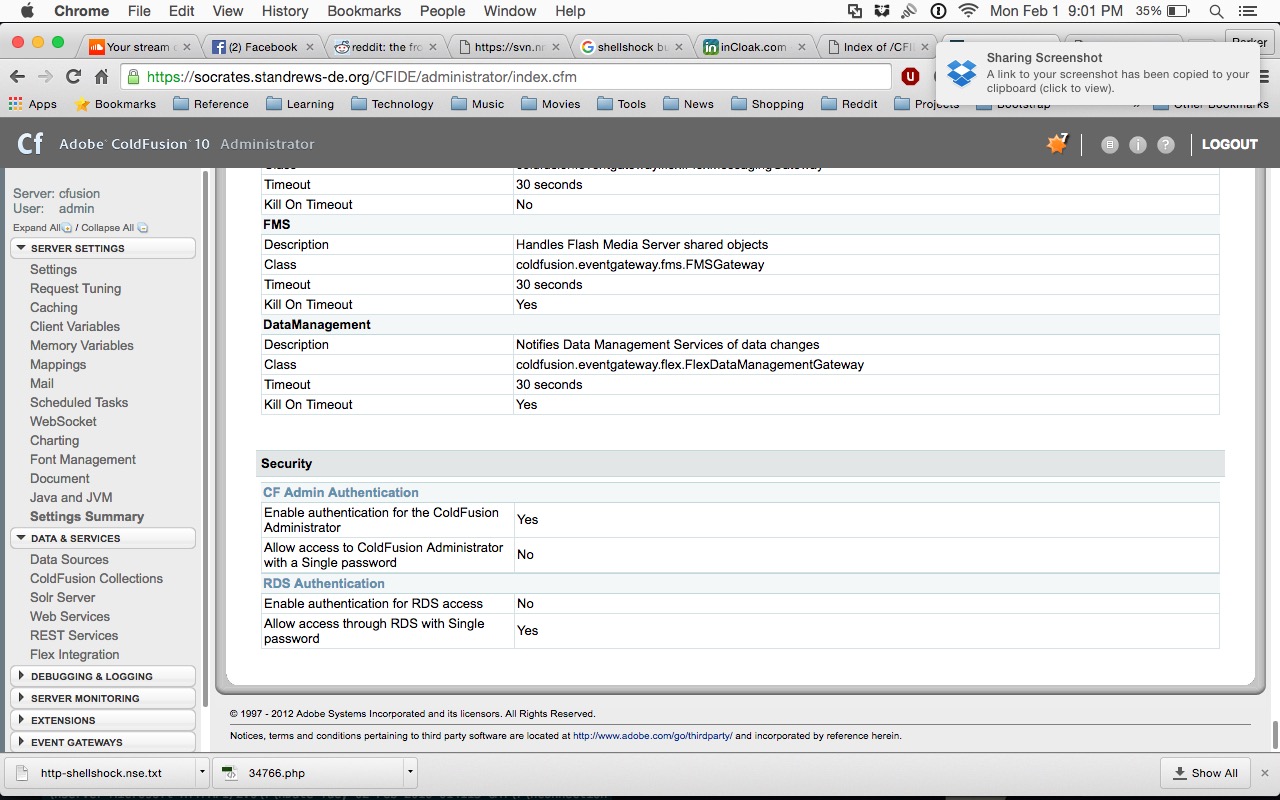 Chrome File Edit View History Bookmarks People Window Help Mon Feb 1 9:01 PM 35%
Your stream (2) Facebook reddit: the fro https://svn.n shellshock bu inCloak.com Index of /CFI
Sharing Screenshot
A link to your screenshot has been copied to your
clipboard (click to view).
https://socrates.standrews-de.org/CFIDE/administrator/index.cfm
Apps Bookmarks Reference Learning Technology Music Movies Tools News Shopping Reddit Projects Bootstrap » Other Bookmarks
Cf Adobe® ColdFusion® 10 Administrator 7 LOGOUT
Server: cfusion
User: admin
Expand All / Collapse All
SERVER SETTINGS
Settings
Request Tuning
Caching
Client Variables
Memory Variables
Mappings
Mail
Scheduled Tasks
WebSocket
Charting
Font Management
Document
Java and JVM
Settings Summary
DATA & SERVICES
Data Sources
ColdFusion Collections
Solr Server
Web Services
REST Services
Flex Integration
DEBUGGING & LOGGING
SERVER MONITORING
EXTENSIONS
EVENT GATEWAYS
Timeout 30 seconds
Kill On Timeout No
FMS
Description Handles Flash Media Server shared objects
Class coldfusion.eventgateway.fms.FMSGateway
Timeout 30 seconds
Kill On Timeout Yes
DataManagement
Description Notifies Data Management Services of data changes
Class coldfusion.eventgateway.flex.FlexDataManagementGateway
Timeout 30 seconds
Kill On Timeout Yes
Security
CF Admin Authentication
Enable authentication for the ColdFusion
Administrator Yes
Allow access to ColdFusion Administrator
with a Single password No
RDS Authentication
Enable authentication for RDS access No
Allow access through RDS with Single
password Yes
© 1997 - 2012 Adobe Systems Incorporated and its licensors. All Rights Reserved.
Notices, terms and conditions pertaining to third party software are located at http://www.adobe.com/go/thirdparty/ and incorporated by reference herein.
http-shellshock.nse.txt 34766.php Show All